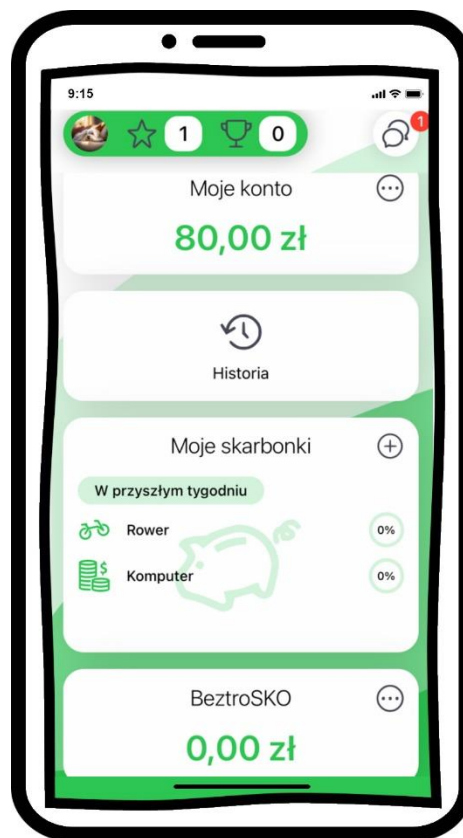 9:15
1 0 1
Moje konto
80,00 zł
Historia
Moje skarbonki
W przyszłym tygodniu
Rower 0%
Komputer 0%
BeztroSKO
0,00 zł